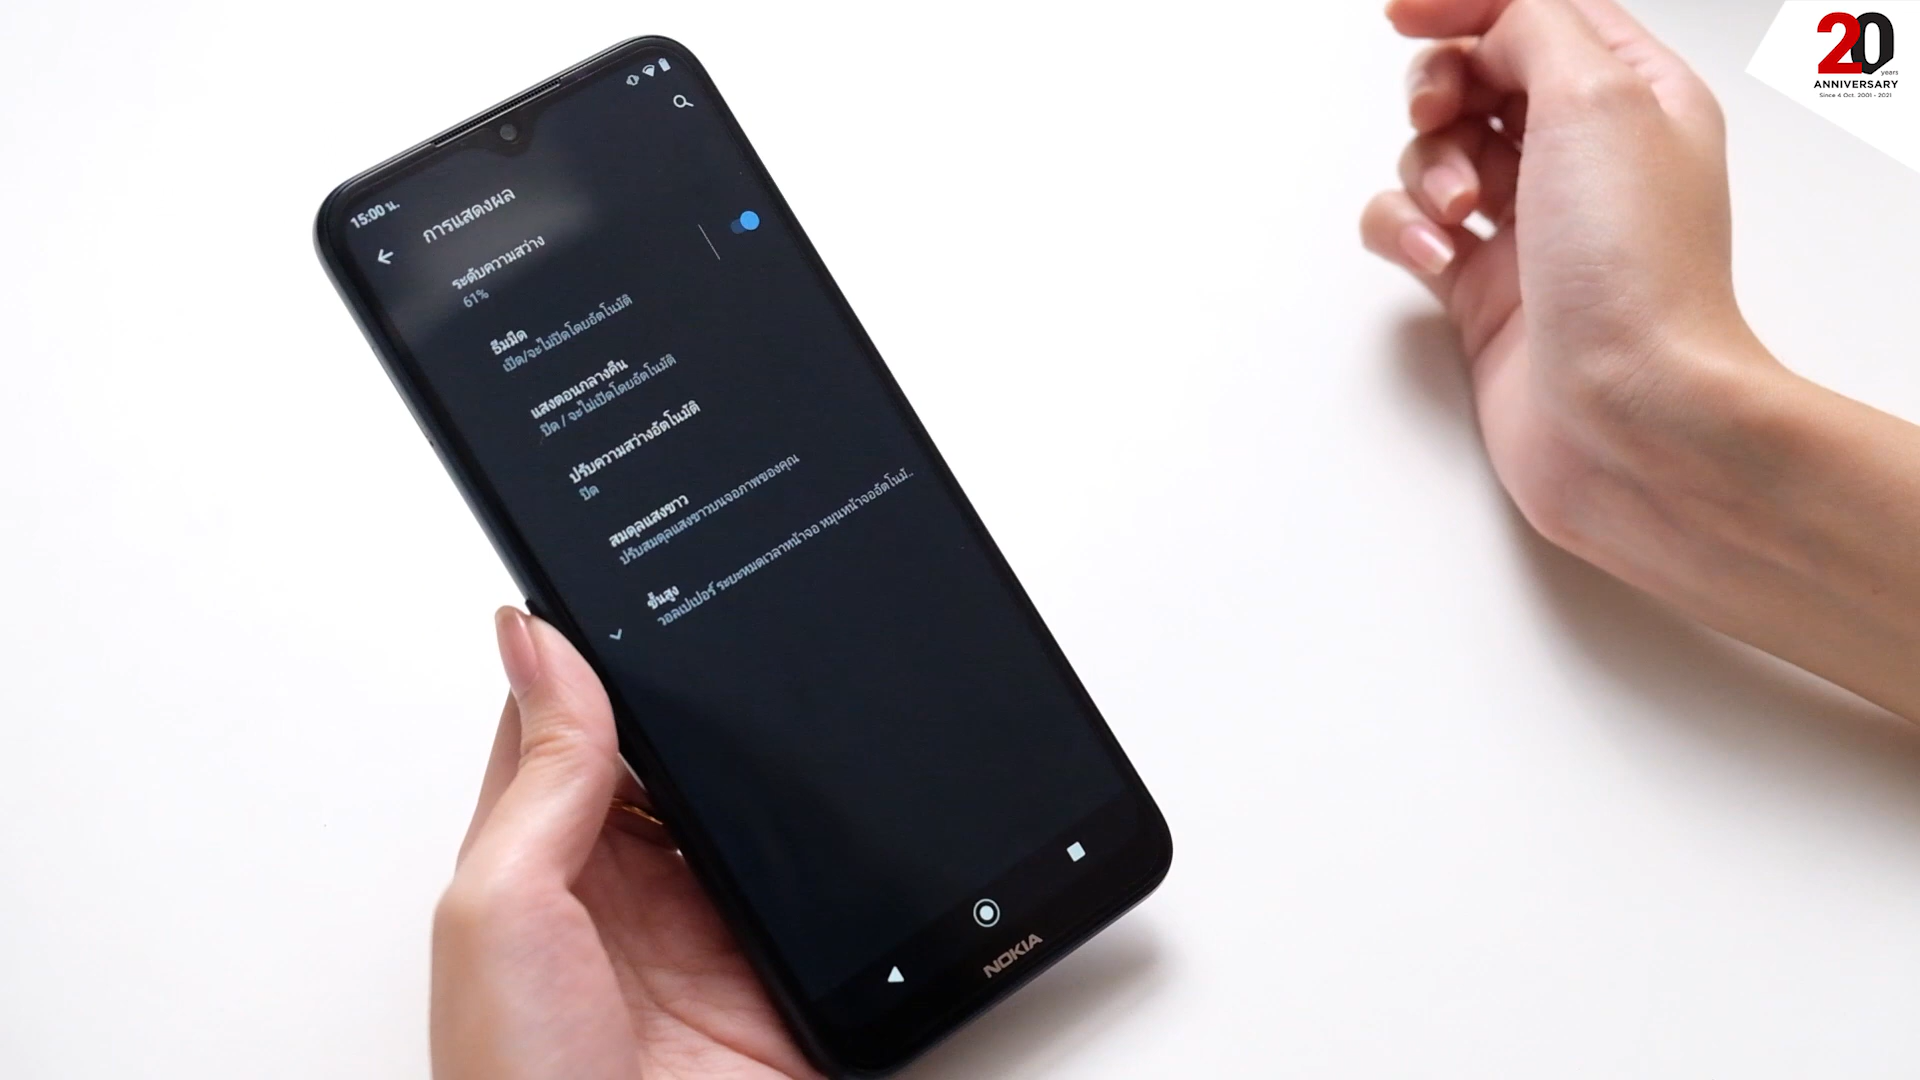 20
years
ANNIVERSARY
Since 4 Oct. 2001 - 2021
15:00 น.
การแสดงผล
ระดับความสว่าง
61%
ธีมมืด
เปิด/จะไม่ปิดโดยอัตโนมัติ
แสงตอนกลางคืน
ปิด / จะไม่เปิดโดยอัตโนมัติ
ปรับความสว่างอัตโนมัติ
ปิด
สมดุลแสงขาว
ปรับสมดุลแสงขาวบนจอภาพของคุณ
ขั้นสูง
วอลเปเปอร์ ระยะหมดเวลาหน้าจอ หมุนหน้าจออัตโนมั..
NOKIA